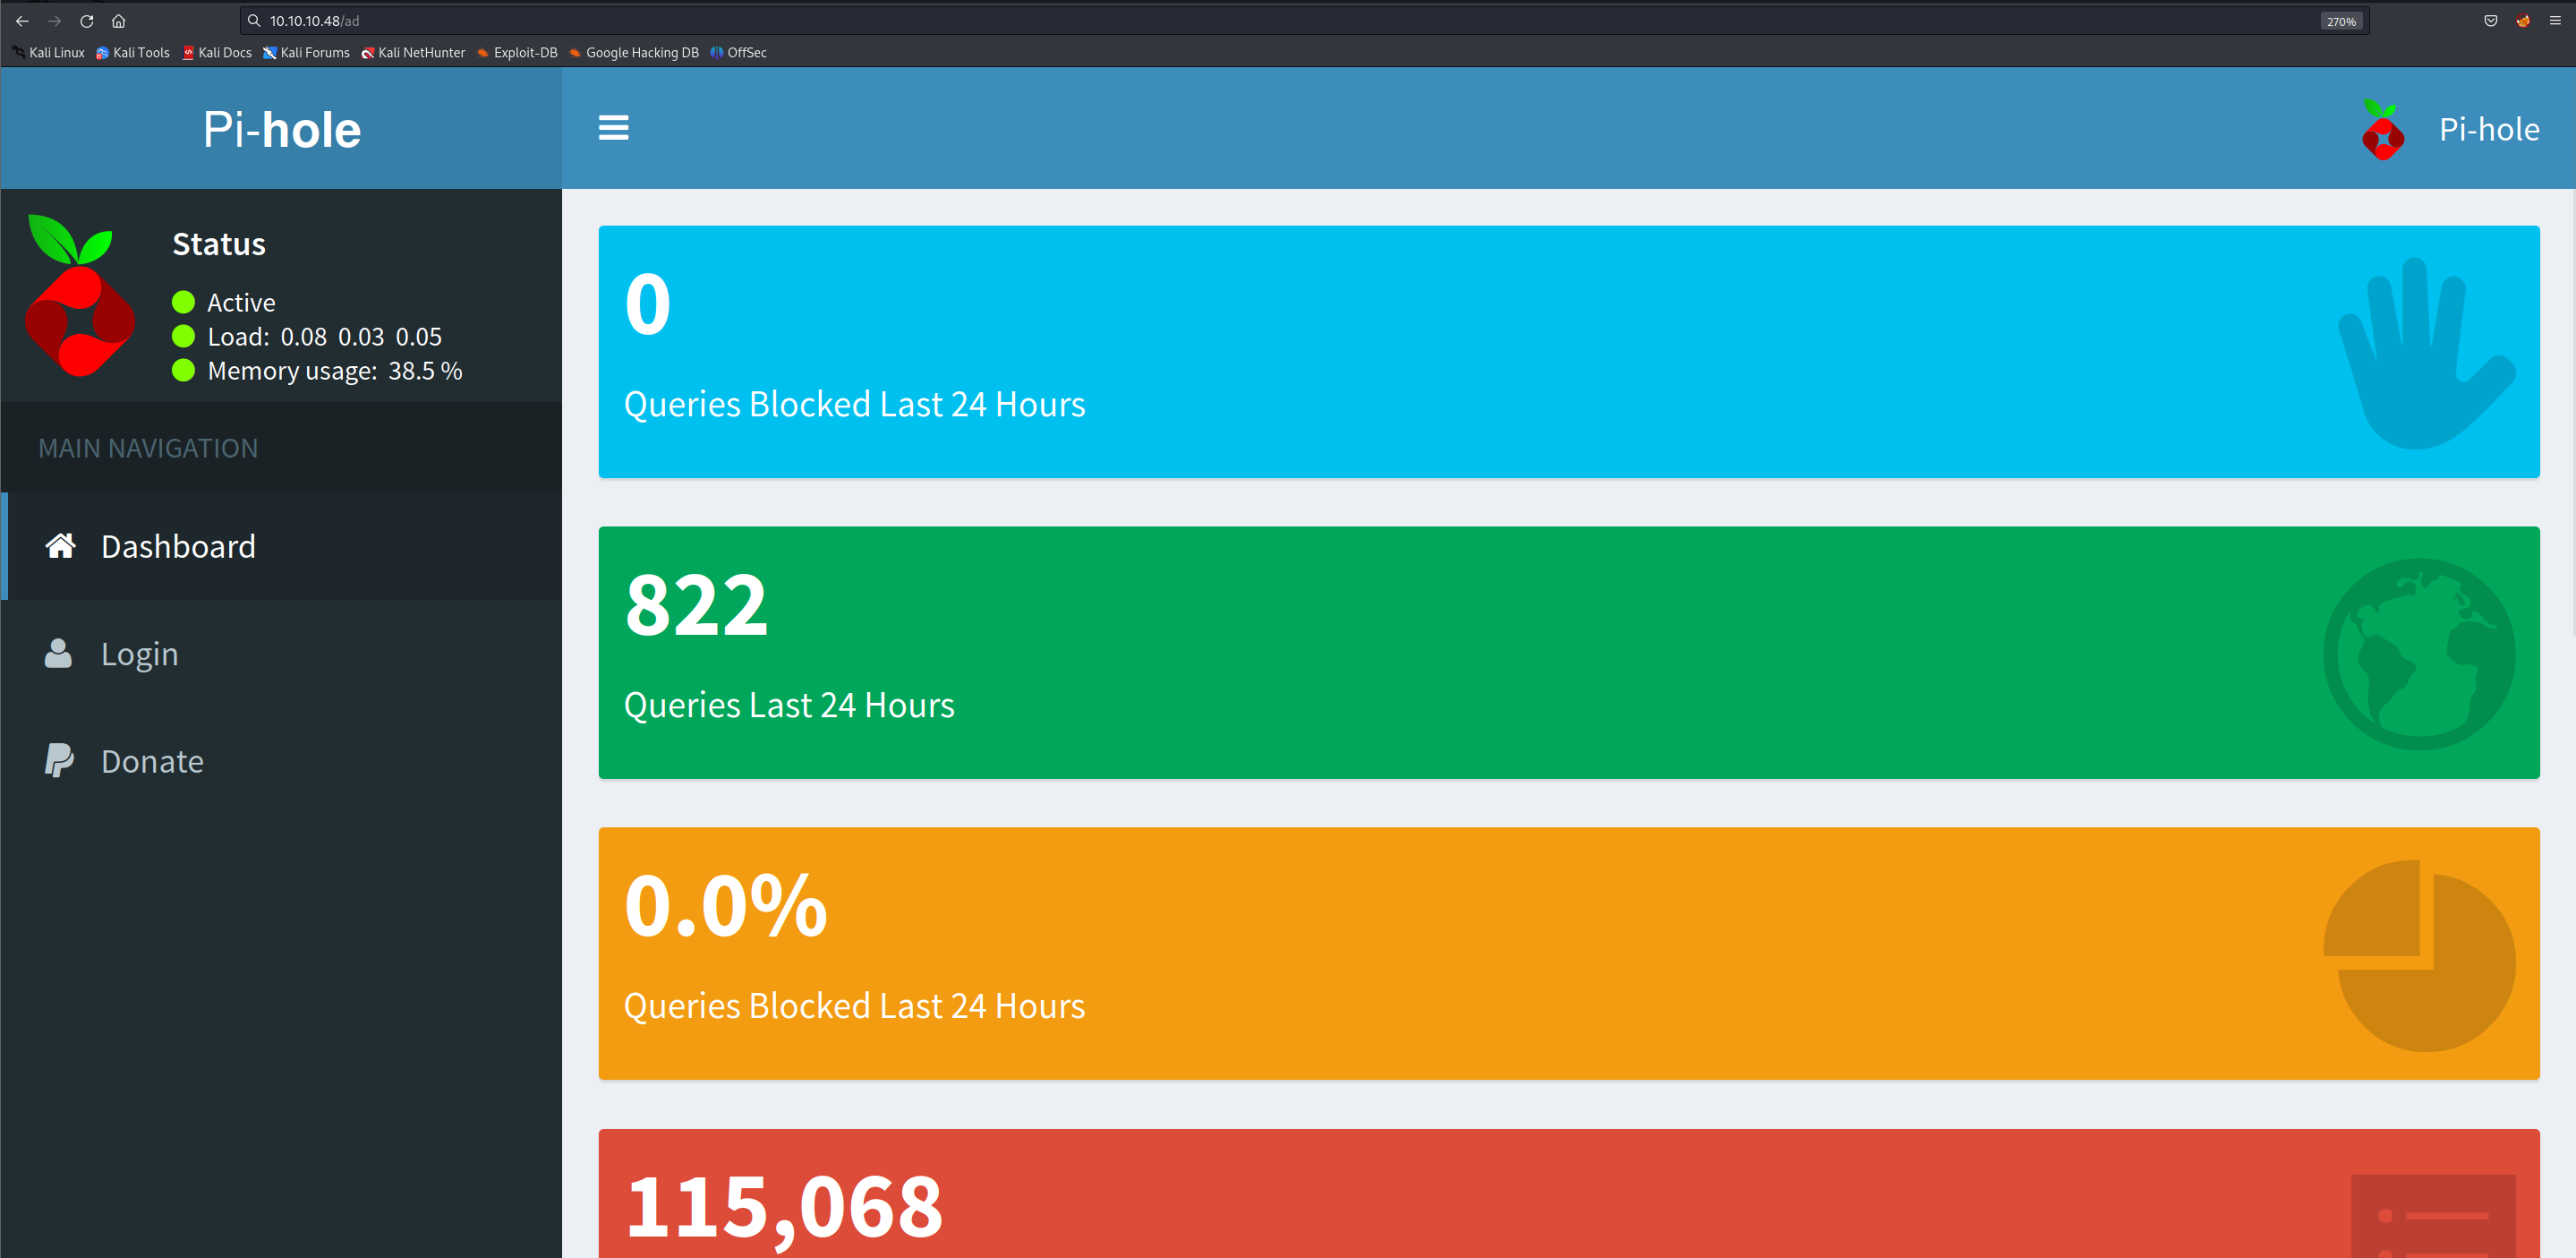 10.10.10.48/ad
270%
Kali Linux Kali Tools Kali Docs Kali Forums Kali NetHunter Exploit-DB Google Hacking DB OffSec
Pi-hole
Pi-hole
Status
Active
Load: 0.08 0.03 0.05
Memory usage: 38.5 %
MAIN NAVIGATION
Dashboard
Login
Donate
0
Queries Blocked Last 24 Hours
822
Queries Last 24 Hours
0.0%
Queries Blocked Last 24 Hours
115,068